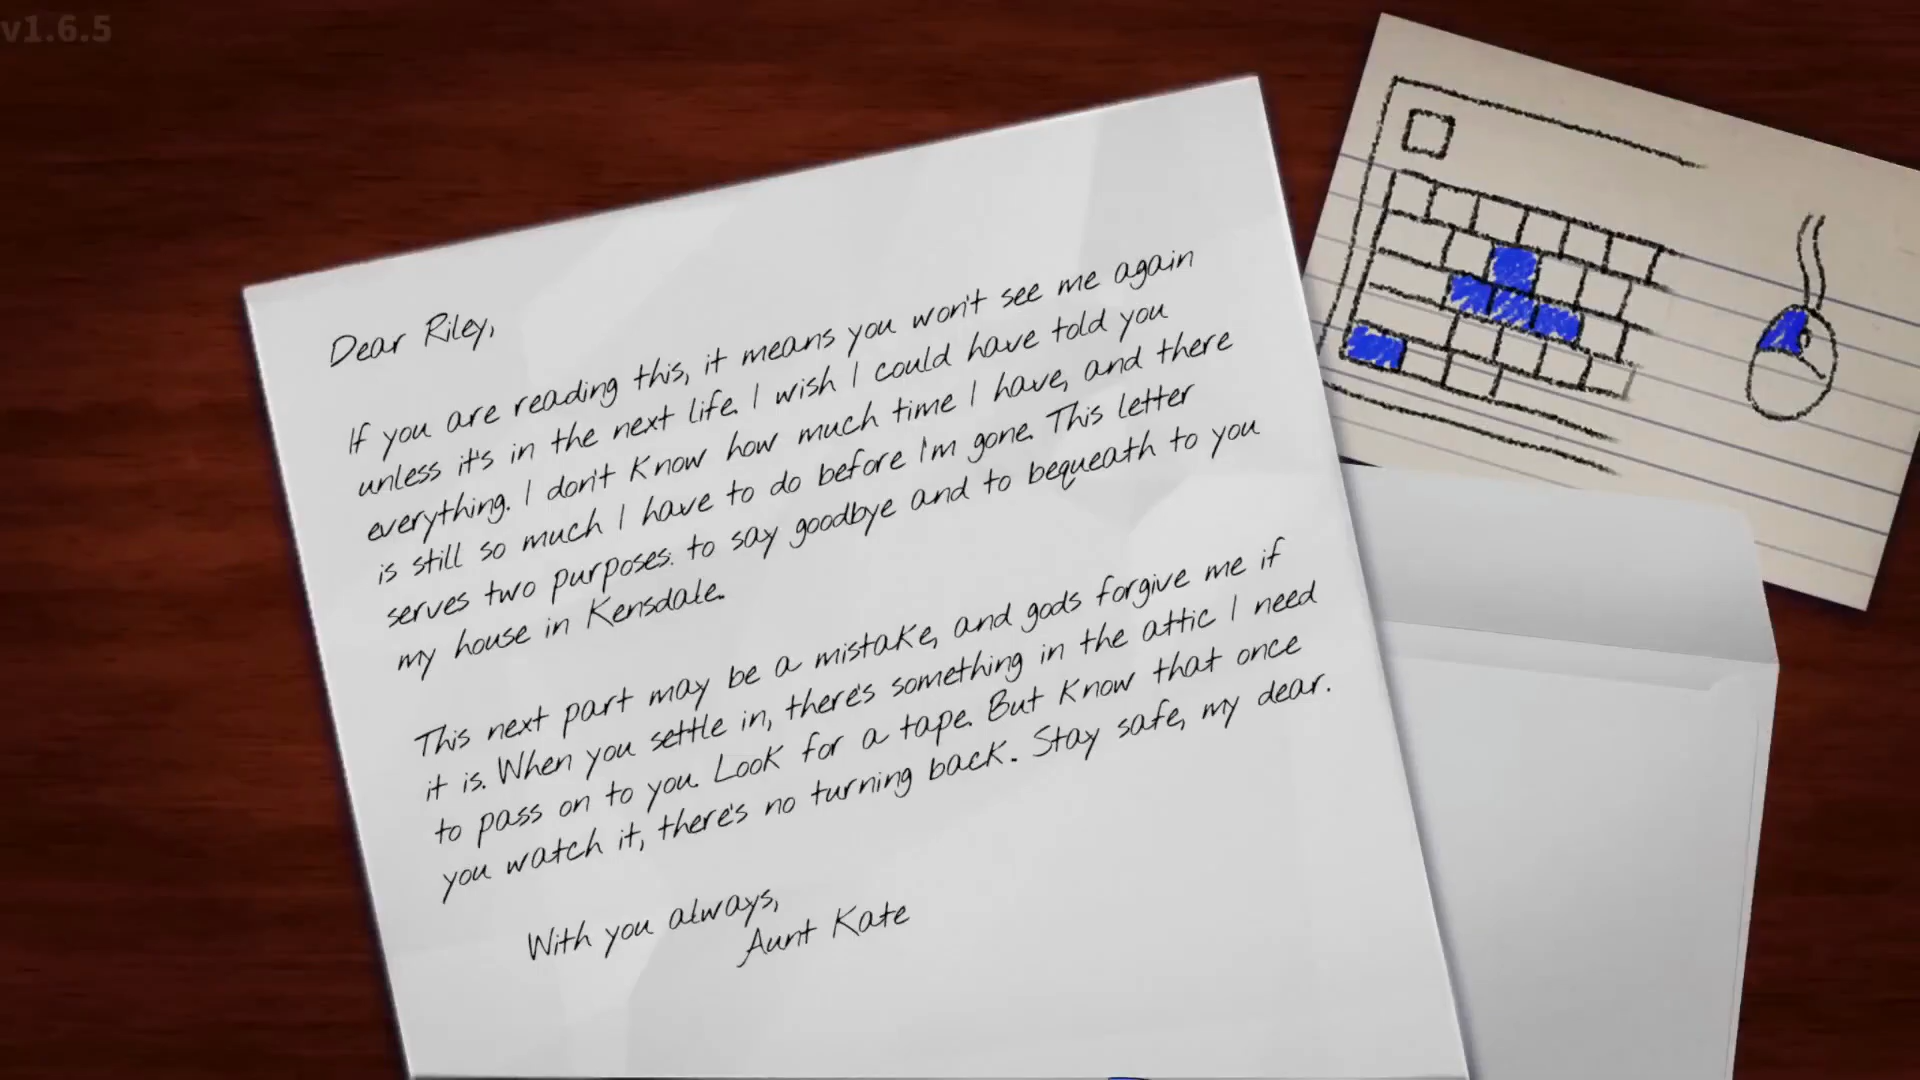 v1.6.5
Dear Riley,
If you are reading this, it means you won't see me again
unless it's in the next life. I wish I could have told you
everything. I don't know how much time I have, and there
is still so much I have to do before I'm gone. This letter
serves two purposes: to say goodbye and to bequeath to you
my house in Kensdale.
This next part may be a mistake, and gods forgive me if
it is. When you settle in, there's something in the attic I need
to pass on to you. Look for a tape. But know that once
you watch it, there's no turning back. Stay safe, my dear.
With you always,
Aunt Kate